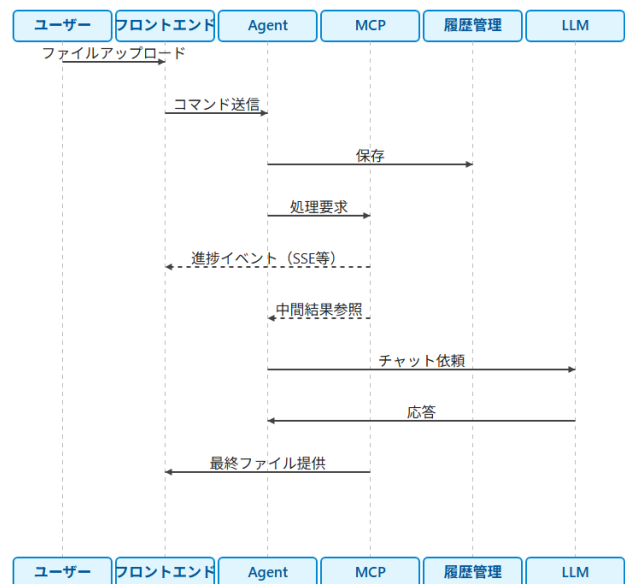 ユーザー
フロントエンド
Agent
MCP
履歴管理
LLM
ファイルアップロード
コマンド送信
保存
処理要求
進捗イベント（SSE等）
中間結果参照
チャット依頼
応答
最終ファイル提供
ユーザー
フロントエンド
Agent
MCP
履歴管理
LLM